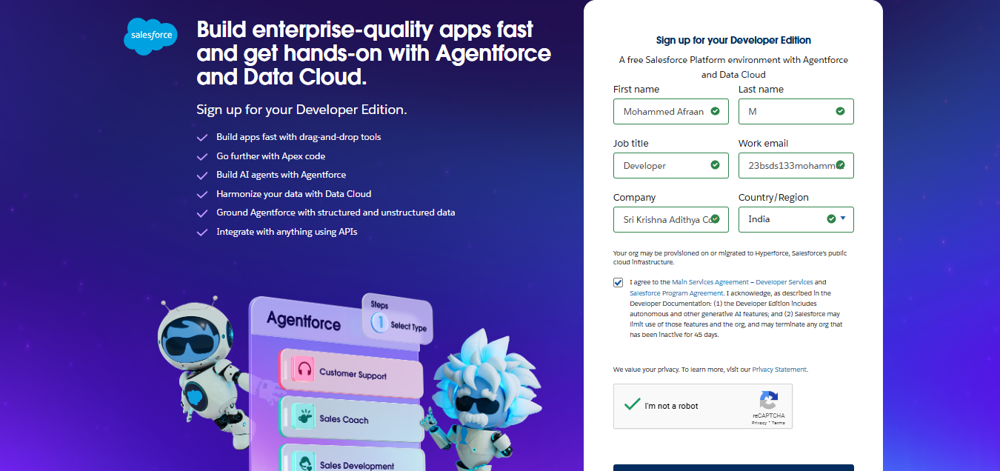 salesforce
Build enterprise-quality apps fast
and get hands-on with Agentforce
and Data Cloud.
Sign up for your Developer Edition.
Build apps fast with drag-and-drop tools
Go further with Apex code
Build AI agents with Agentforce
Harmonize your data with Data Cloud
Ground Agentforce with structured and unstructured data
Integrate with anything using APIs
Agentforce
Steps
1
Select Type
Customer Support
Sales Coach
Sales Development
Sign up for your Developer Edition
A free Salesforce Platform environment with Agentforce
and Data Cloud
First name
Last name
Mohammed Afraan
M
Job title
Work email
Developer
23bsds133mohamm
Company
Country/Region
Sri Krishna Adithya Co
India
Your org may be provisioned on or migrated to Hyperforce, Salesforce's public
cloud infrastructure.
I agree to the Main Services Agreement – Developer Services and
Salesforce Program Agreement. I acknowledge, as described in the
Developer Documentation: (1) the Developer Edition includes
autonomous and other generative AI features; and (2) Salesforce may
limit use of those features and the org, and may terminate any org that
has been inactive for 45 days.
We value your privacy. To learn more, visit our Privacy Statement.
I'm not a robot
reCAPTCHA
Privacy - Terms